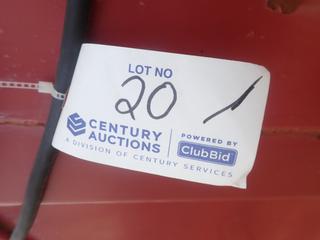 LOT NO
20
CENTURY
AUCTIONS
POWERED BY
ClubBid
A DIVISION OF CENTURY SERVICES